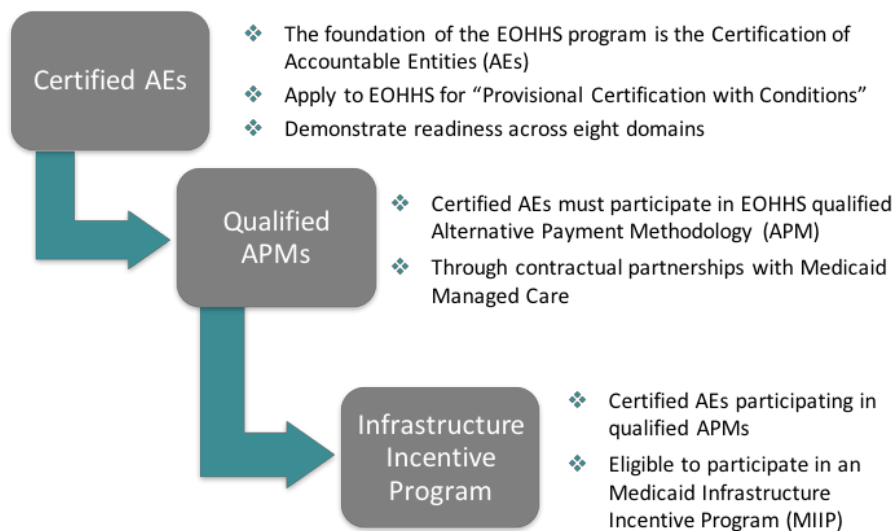 Certified AEs
❖ The foundation of the EOHHS program is the Certification of
Accountable Entities (AEs)
❖ Apply to EOHHS for “Provisional Certification with Conditions”
❖ Demonstrate readiness across eight domains
Qualified
APMs
❖ Certified AEs must participate in EOHHS qualified
Alternative Payment Methodology (APM)
❖ Through contractual partnerships with Medicaid
Managed Care
Infrastructure
Incentive
Program
❖ Certified AEs participating in
qualified APMs
❖ Eligible to participate in an
Medicaid Infrastructure
Incentive Program (MIIP)